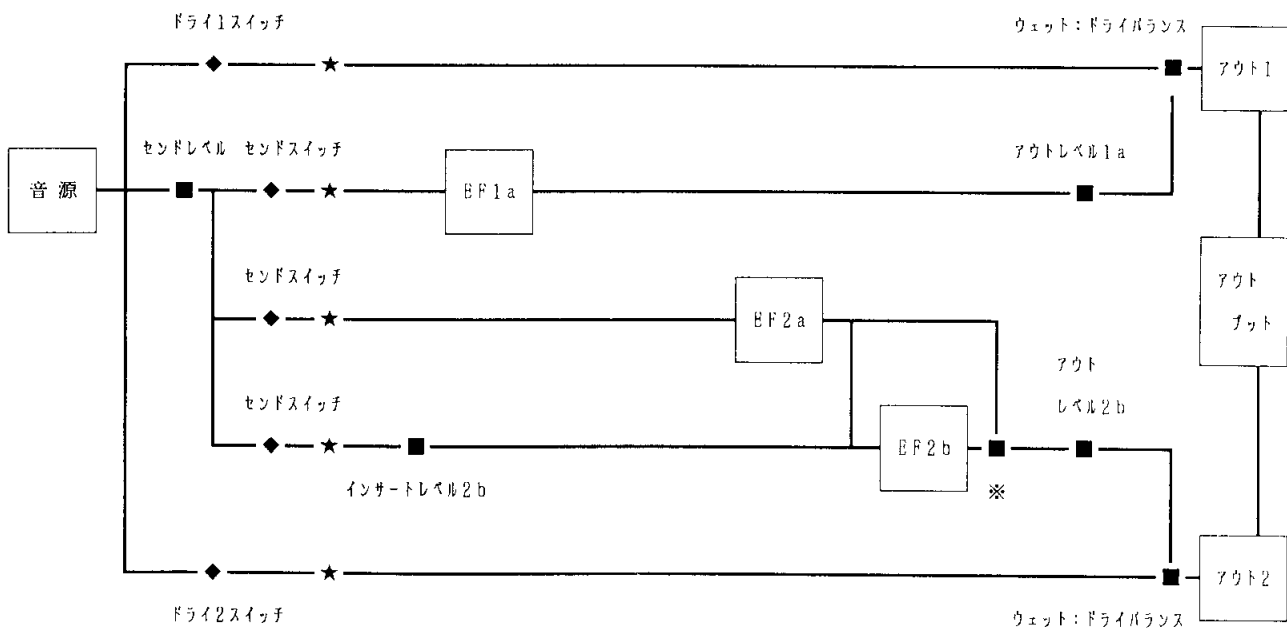 ドライ1スイッチ
ウェット:ドライバランス
アウト1
センドレベル
センドスイッチ
アウトレベル1a
音源
EF1a
センドスイッチ
EF2a
アウト
プット
センドスイッチ
アウト
レベル2b
EF2b
インサートレベル2b
※
アウト2
ドライ2スイッチ
ウェット:ドライバランス